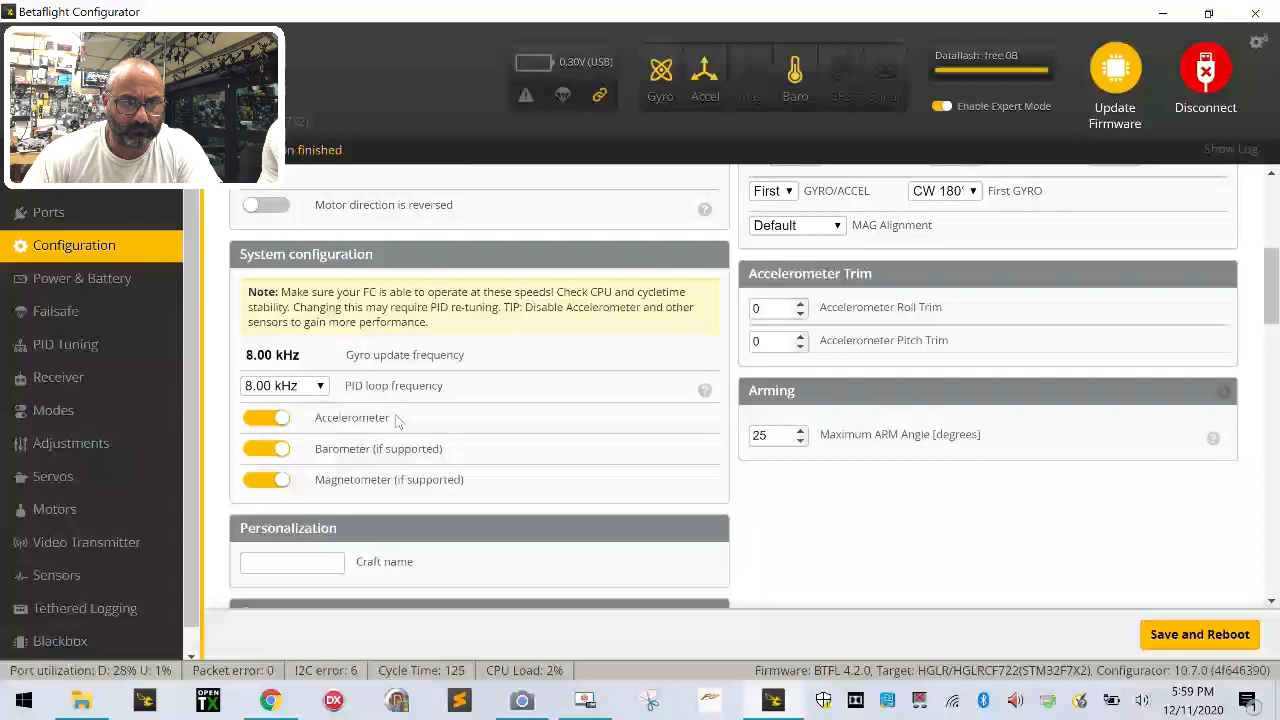 Betaflight Configurator
0.30V (USB)
Gyro
Accel
Baro
Dataflash: free 0B
Enable Expert Mode
Update
Firmware
Disconnect
n finished
Show Log
Ports
Configuration
Power & Battery
Failsafe
PID Tuning
Receiver
Modes
Adjustments
Servos
Motors
Video Transmitter
Sensors
Tethered Logging
Blackbox
Motor direction is reversed
System configuration
Note: Make sure your FC is able to operate at these speeds! Check CPU and cycletime
stability. Changing this may require PID re-tuning. TIP: Disable Accelerometer and other
sensors to gain more performance.
8.00 kHz Gyro update frequency
8.00 kHz PID loop frequency
Accelerometer
Barometer (if supported)
Magnetometer (if supported)
Personalization
Craft name
First GYRO/ACCEL CW 180° First GYRO
Default MAG Alignment
Accelerometer Trim
0 Accelerometer Roll Trim
0 Accelerometer Pitch Trim
Arming
25 Maximum ARM Angle [degrees]
Save and Reboot
Port utilization: D: 28% U: 1% Packet error: 0 I2C error: 6 Cycle Time: 125 CPU Load: 2% Firmware: BTFL 4.2.0, Target: HGLR/HGLRCF722(STM32F7X2), Configurator: 10.7.0 (4f646390)
OPEN
TX
DX
5:59 PM
12/11/2020